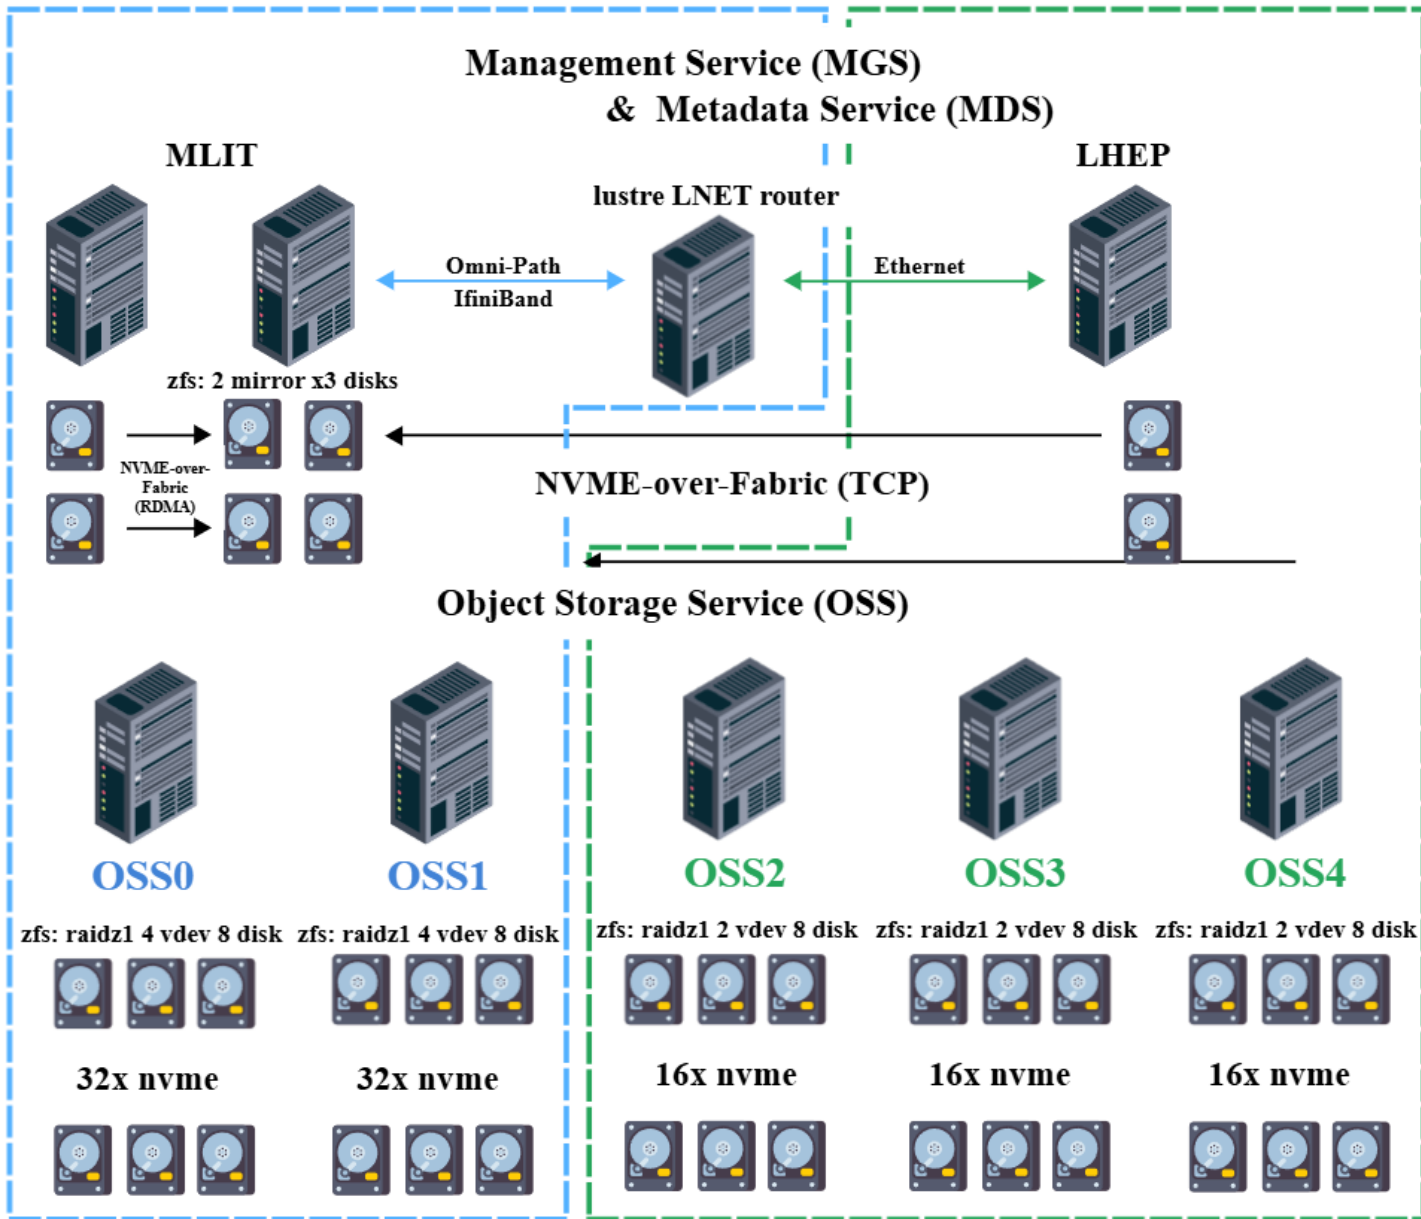 Management Service (MGS)
& Metadata Service (MDS)
MLIT
LHEP
lustre LNET router
Omni-Path
IfiniBand
Ethernet
zfs: 2 mirror x3 disks
NVME-over-
Fabric
(RDMA)
NVME-over-Fabric (TCP)
Object Storage Service (OSS)
OSS0
OSS1
OSS2
OSS3
OSS4
zfs: raidz1 4 vdev 8 disk
zfs: raidz1 4 vdev 8 disk
zfs: raidz1 2 vdev 8 disk
zfs: raidz1 2 vdev 8 disk
zfs: raidz1 2 vdev 8 disk
32x nvme
32x nvme
16x nvme
16x nvme
16x nvme